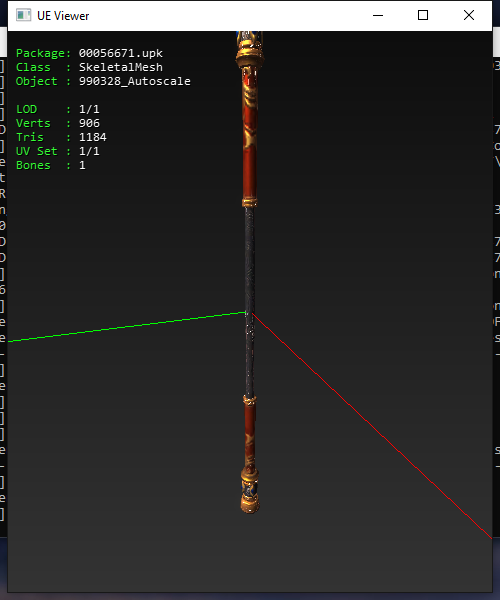 UE Viewer
Package: 00056671.upk
Class : SkeletalMesh
Object : 990328_Autoscale
LOD : 1/1
Verts : 906
Tris : 1184
UV Set : 1/1
Bones : 1